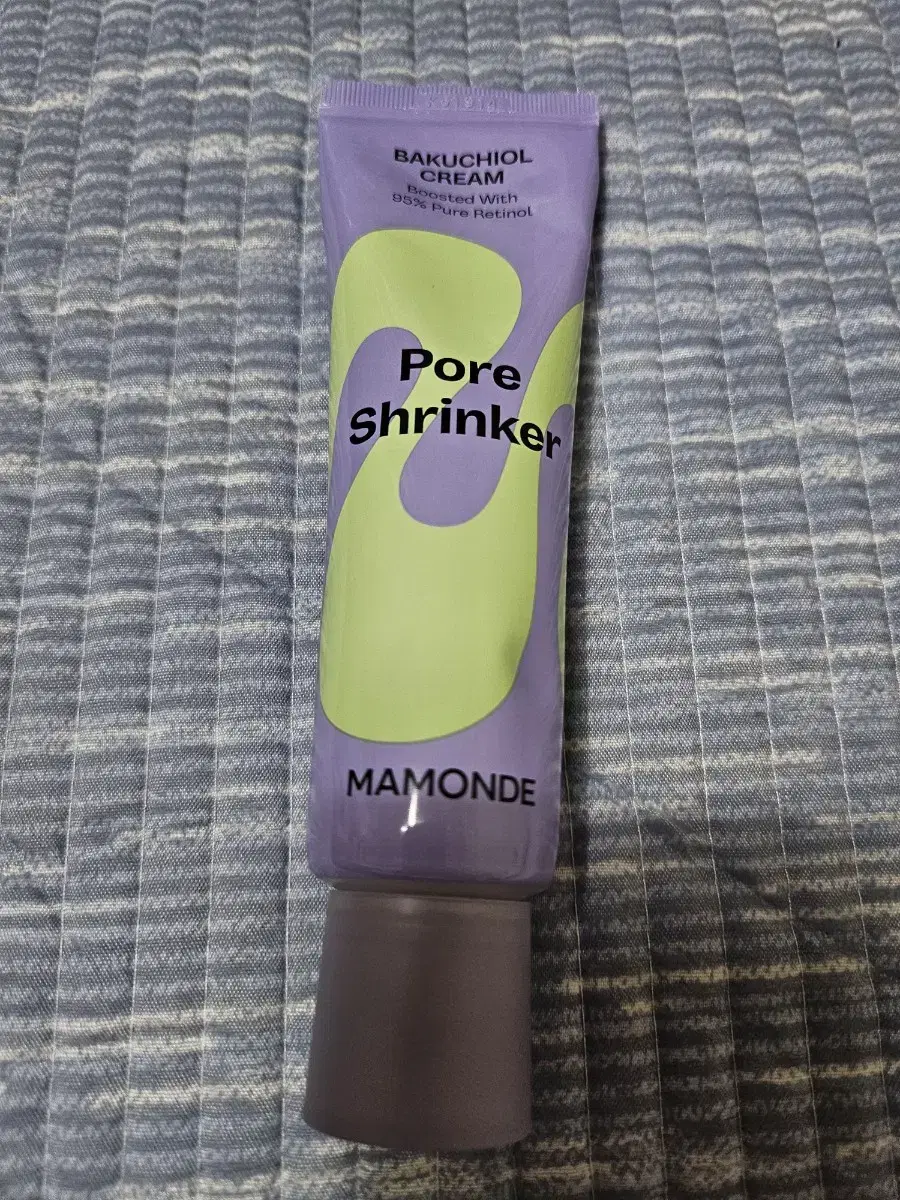 BAKUCHIOL
CREAM
Boosted With
95% Pure Retinol
Pore
Shrinker
MAMONDE